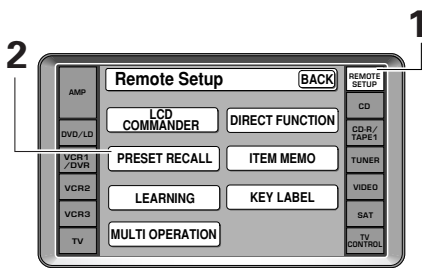 1
2
Remote Setup
BACK
REMOTE
SETUP
AMP
CD
LCD
COMMANDER
DIRECT FUNCTION
DVD/LD
CD-R/
TAPE1
VCR1
/DVR
PRESET RECALL
ITEM MEMO
TUNER
VCR2
LEARNING
KEY LABEL
VIDEO
VCR3
SAT
TV
MULTI OPERATION
TV
CONTROL